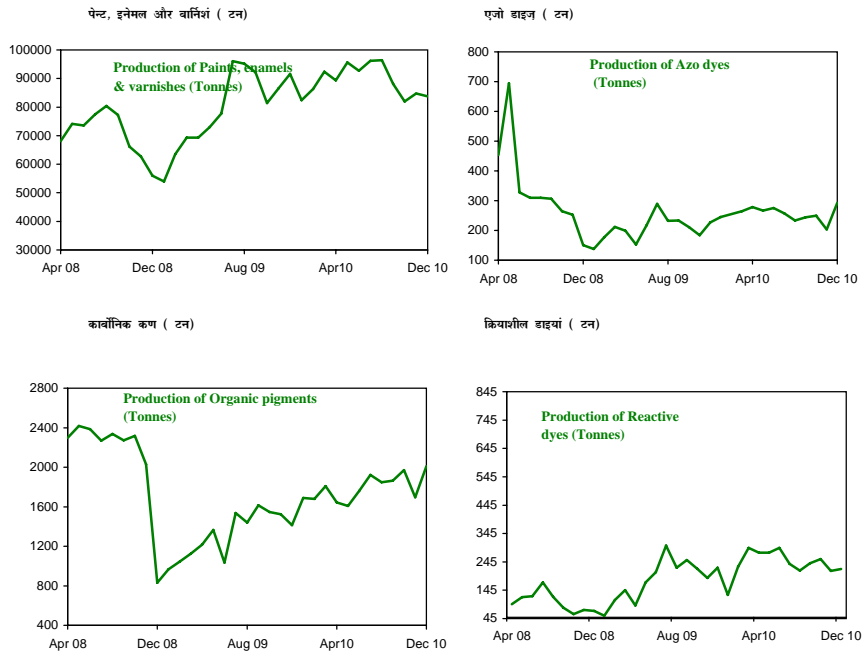 पेन्ट, इनेमल और वार्निशं ( टन)
Production of Paints, enamels
& varnishes (Tonnes)
100000
90000
80000
70000
60000
50000
40000
30000
Apr 08 Dec 08 Aug 09 Apr10 Dec 10
एजो डाइज़ ( टन)
Production of Azo dyes
(Tonnes)
800
700
600
500
400
300
200
100
Apr 08 Dec 08 Aug 09 Apr10 Dec 10
कार्बोनिक कण ( टन)
Production of Organic pigments
(Tonnes)
2800
2400
2000
1600
1200
800
400
Apr 08 Dec 08 Aug 09 Apr 10 Dec 10
क्रियाशील डाइयां ( टन)
Production of Reactive
dyes (Tonnes)
845
745
645
545
445
345
245
145
45
Apr 08 Dec 08 Aug 09 Apr10 Dec 10